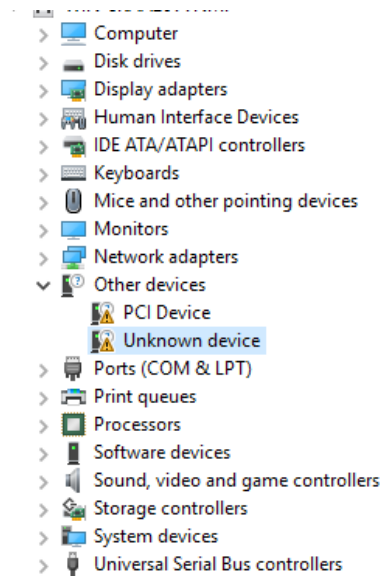 Computer
Disk drives
Display adapters
Human Interface Devices
IDE ATA/ATAPI controllers
Keyboards
Mice and other pointing devices
Monitors
Network adapters
Other devices
PCI Device
Unknown device
Ports (COM & LPT)
Print queues
Processors
Software devices
Sound, video and game controllers
Storage controllers
System devices
Universal Serial Bus controllers